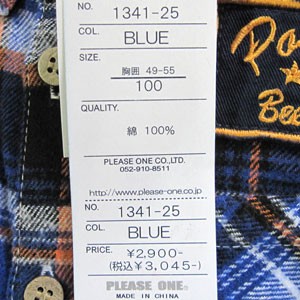 NO. 1341-25
COL. BLUE
SIZE.
胸囲 49-55
100
QUALITY.
綿 100%
PLEASE ONE CO.,LTD.
052-910-8511
http://www.please-one.co.jp
NO. 1341-25
COL. BLUE
PRICE. ¥2,900-
(税込¥3,045-)
PLEASE ONE®
MADE IN CHINA